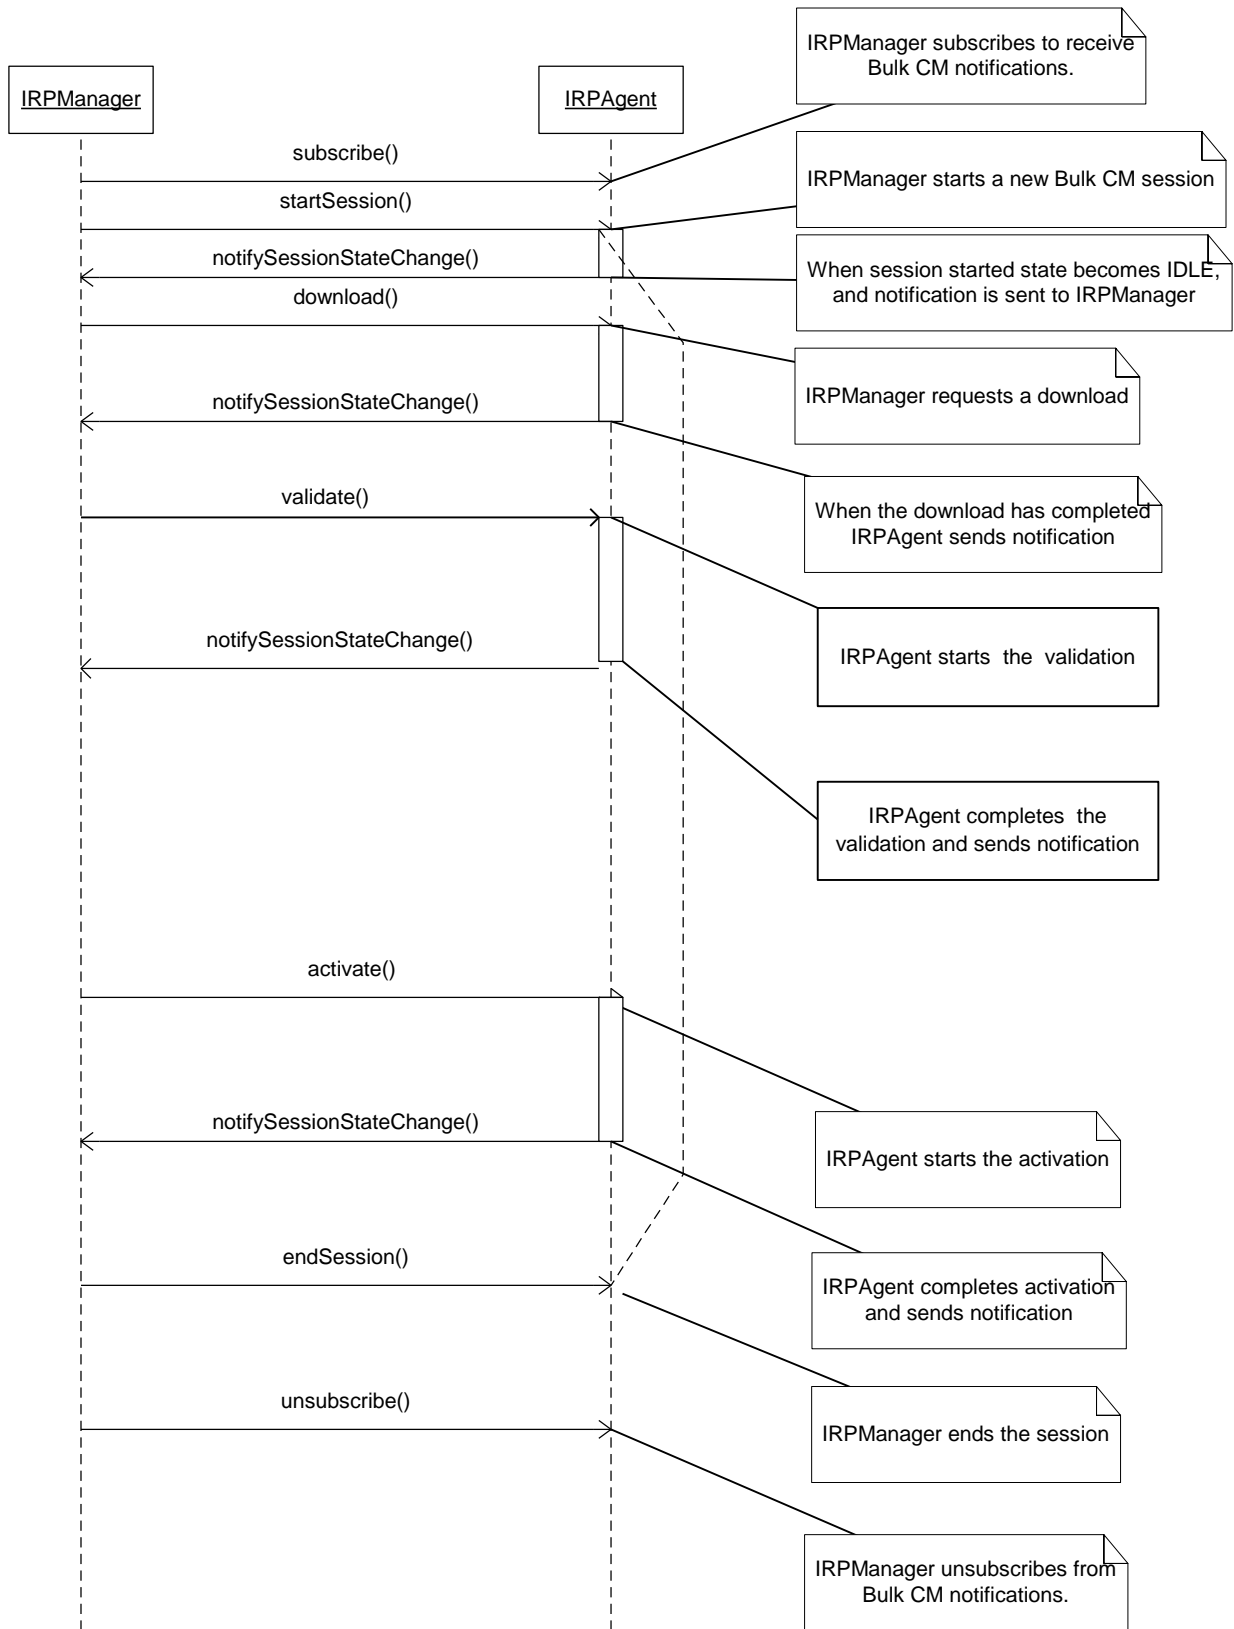 IRPManager subscribes to receive
Bulk CM notifications.
IRPManager
IRPAgent
subscribe()
IRPManager starts a new Bulk CM session
startSession()
notifySessionStateChange()
When session started state becomes IDLE,
and notification is sent to IRPManager
download()
IRPManager requests a download
notifySessionStateChange()
validate()
When the download has completed
IRPAgent sends notification
notifySessionStateChange()
IRPAgent starts the validation
IRPAgent completes the
validation and sends notification
activate()
notifySessionStateChange()
IRPAgent starts the activation
endSession()
IRPAgent completes activation
and sends notification
unsubscribe()
IRPManager ends the session
IRPManager unsubscribes from
Bulk CM notifications.